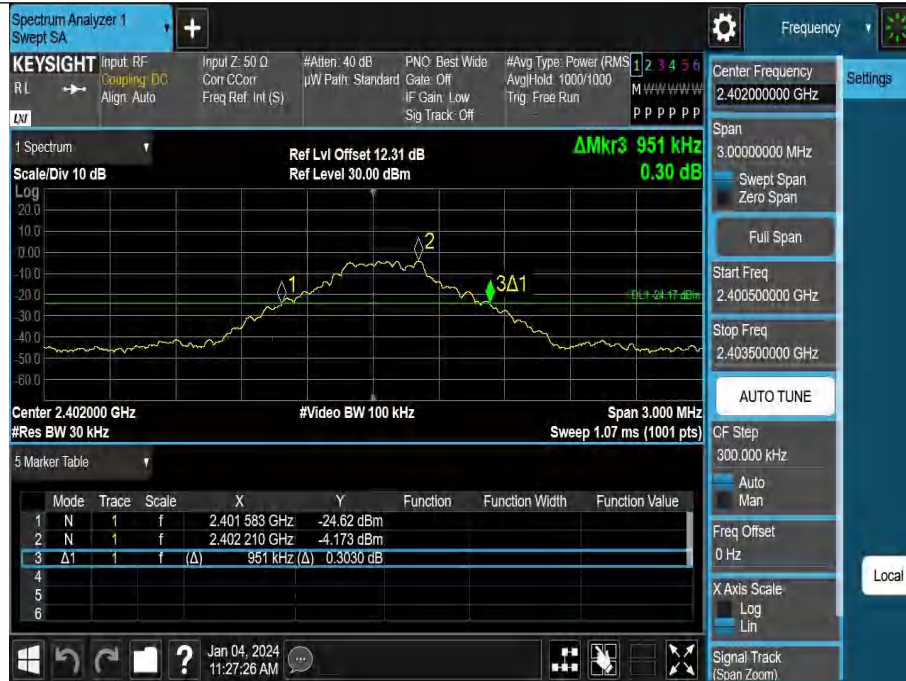 Spectrum Analyzer 1
Swept SA
Frequency
KEYSIGHT
RL
LXI
Input: RF
Coupling: DC
Align: Auto
Input Z: 50 Ω
Corr CCorr
Freq Ref: Int (S)
#Atten: 40 dB
µW Path: Standard
PNO: Best Wide
Gate: Off
IF Gain: Low
Sig Track: Off
#Avg Type: Power (RMS
Avg|Hold: 1000/1000
Trig: Free Run
1 2 3 4 5 6
M W W W W W
P P P P P P
1 Spectrum
Scale/Div 10 dB
Ref Lvl Offset 12.31 dB
Ref Level 30.00 dBm
ΔMkr3 951 kHz
0.30 dB
Log
20.0
10.0
0.00
-10.0
-20.0
-30.0
-40.0
-50.0
-60.0
1
2
3Δ1
DL1 -24.17 dBm
Center 2.402000 GHz
#Res BW 30 kHz
#Video BW 100 kHz
Span 3.000 MHz
Sweep 1.07 ms (1001 pts)
5 Marker Table
Mode Trace Scale X Y Function Function Width Function Value
1 N 1 f 2.401 583 GHz -24.62 dBm
2 N 1 f 2.402 210 GHz -4.173 dBm
3 Δ1 1 f (Δ) 951 kHz (Δ) 0.3030 dB
4
5
6
Jan 04, 2024
11:27:26 AM
Center Frequency
2.402000000 GHz
Settings
Span
3.00000000 MHz
Swept Span
Zero Span
Full Span
Start Freq
2.400500000 GHz
Stop Freq
2.403500000 GHz
AUTO TUNE
CF Step
300.000 kHz
Auto
Man
Freq Offset
0 Hz
Local
X Axis Scale
Log
Lin
Signal Track
(Span Zoom)